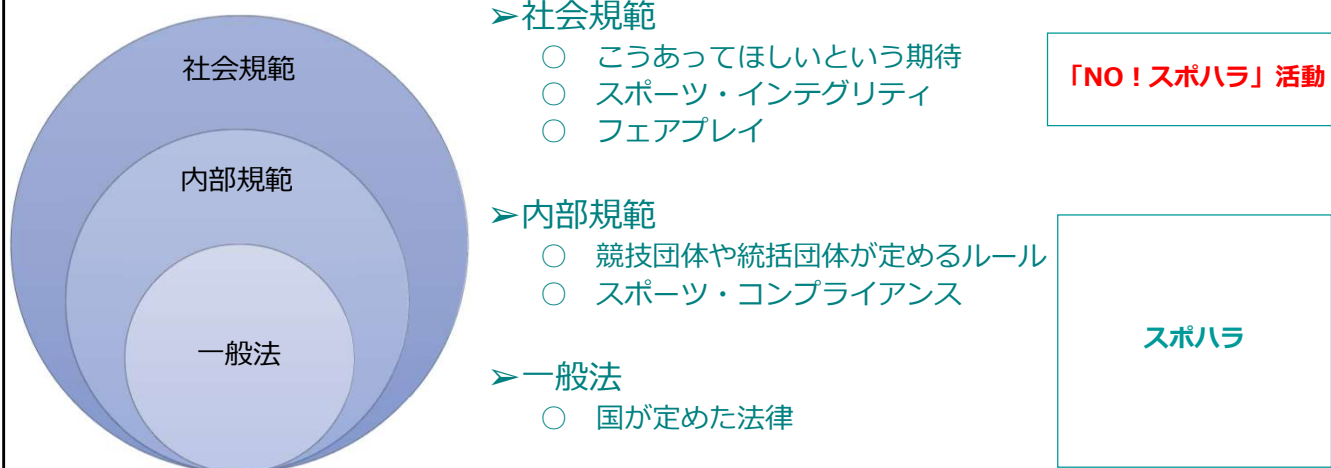 社会規範
内部規範
一般法
➢社会規範
○ こうあってほしいという期待
○ スポーツ・インテグリティ
○ フェアプレイ
「NO！スポハラ」活動
➢内部規範
○ 競技団体や統括団体が定めるルール
○ スポーツ・コンプライアンス
➢一般法
○ 国が定めた法律
スポハラ